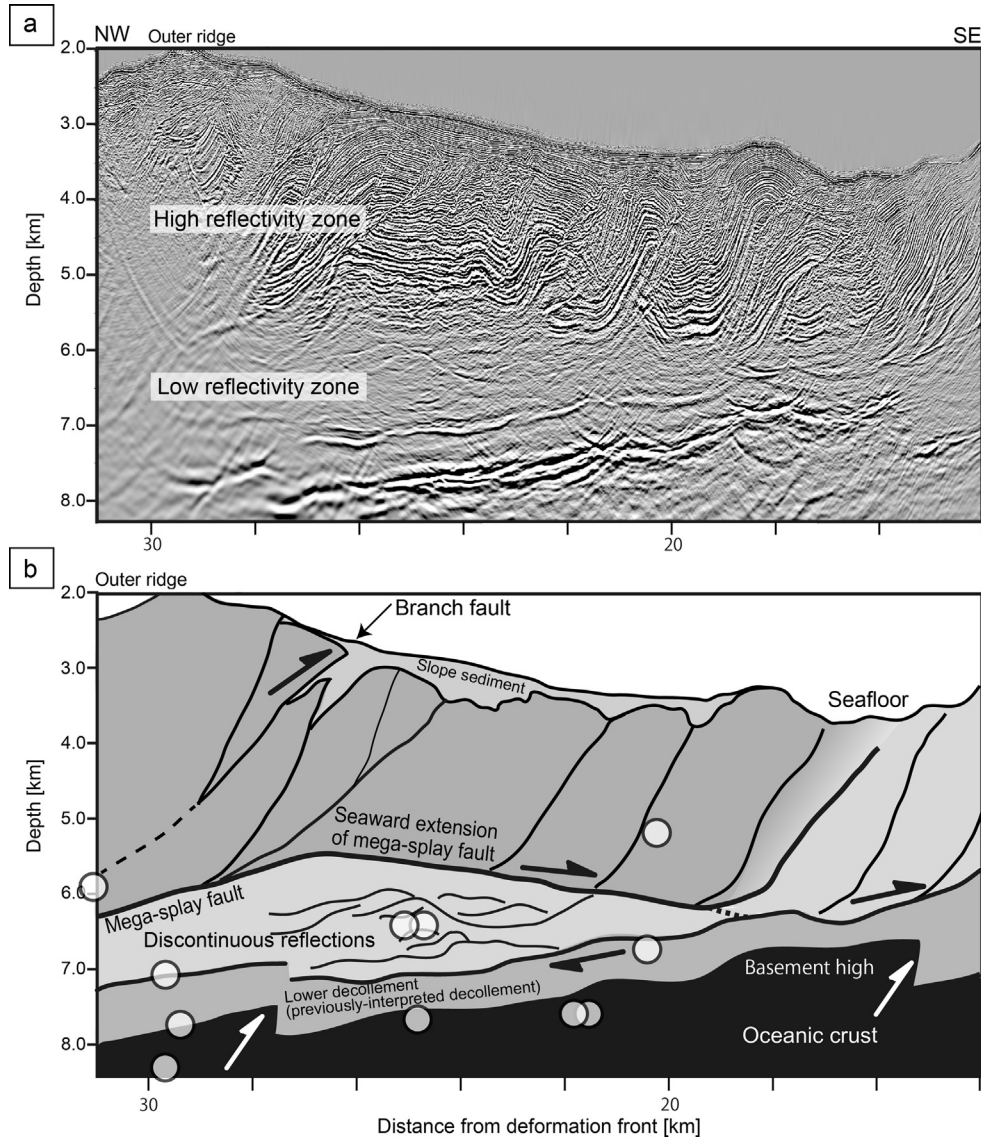 a
NW
Outer ridge
SE
2.0
3.0
High reflectivity zone
4.0
Depth [km]
5.0
6.0
Low reflectivity zone
7.0
8.0
30
20
b
Outer ridge
2.0
Branch fault
3.0
Slope sediment
Seafloor
4.0
Depth [km]
5.0
Seaward extension
of mega-splay fault
6.0
Mega-splay fault
Discontinuous reflections
7.0
Lower decollement
(previously-interpreted decollement)
Basement high
Oceanic crust
8.0
30
20
Distance from deformation front [km]